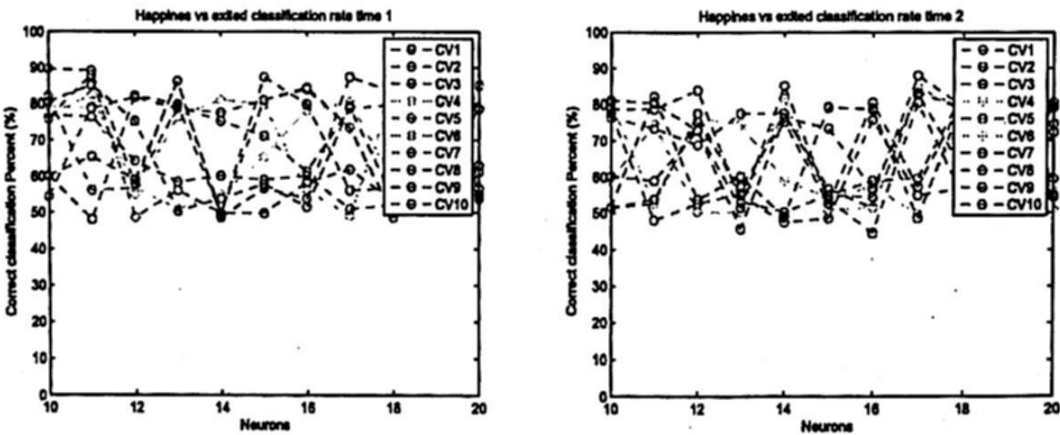 Happines vs exited classification rate time 1
Correct classification Percent (%)
100
90
80
70
60
50
40
30
20
10
0
CV1
CV2
CV3
CV4
CV5
CV6
CV7
CV8
CV9
CV10
10
12
14
16
18
20
Neurons
Happines vs exited classification rate time 2
Correct classification Percent (%)
100
90
80
70
60
50
40
30
20
10
0
CV1
CV2
CV3
CV4
CV5
CV6
CV7
CV8
CV9
CV10
10
12
14
16
18
20
Neurons